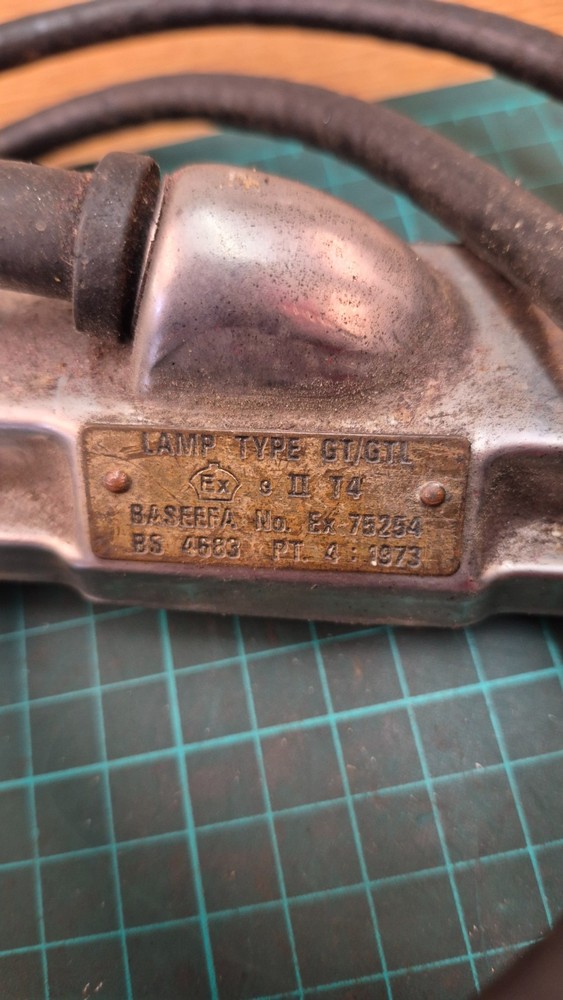 LAMP TYPE GT/GTL
Ex e II T4
BASEEFA No. Ex 75254
BS 4683 PT. 4 : 1973